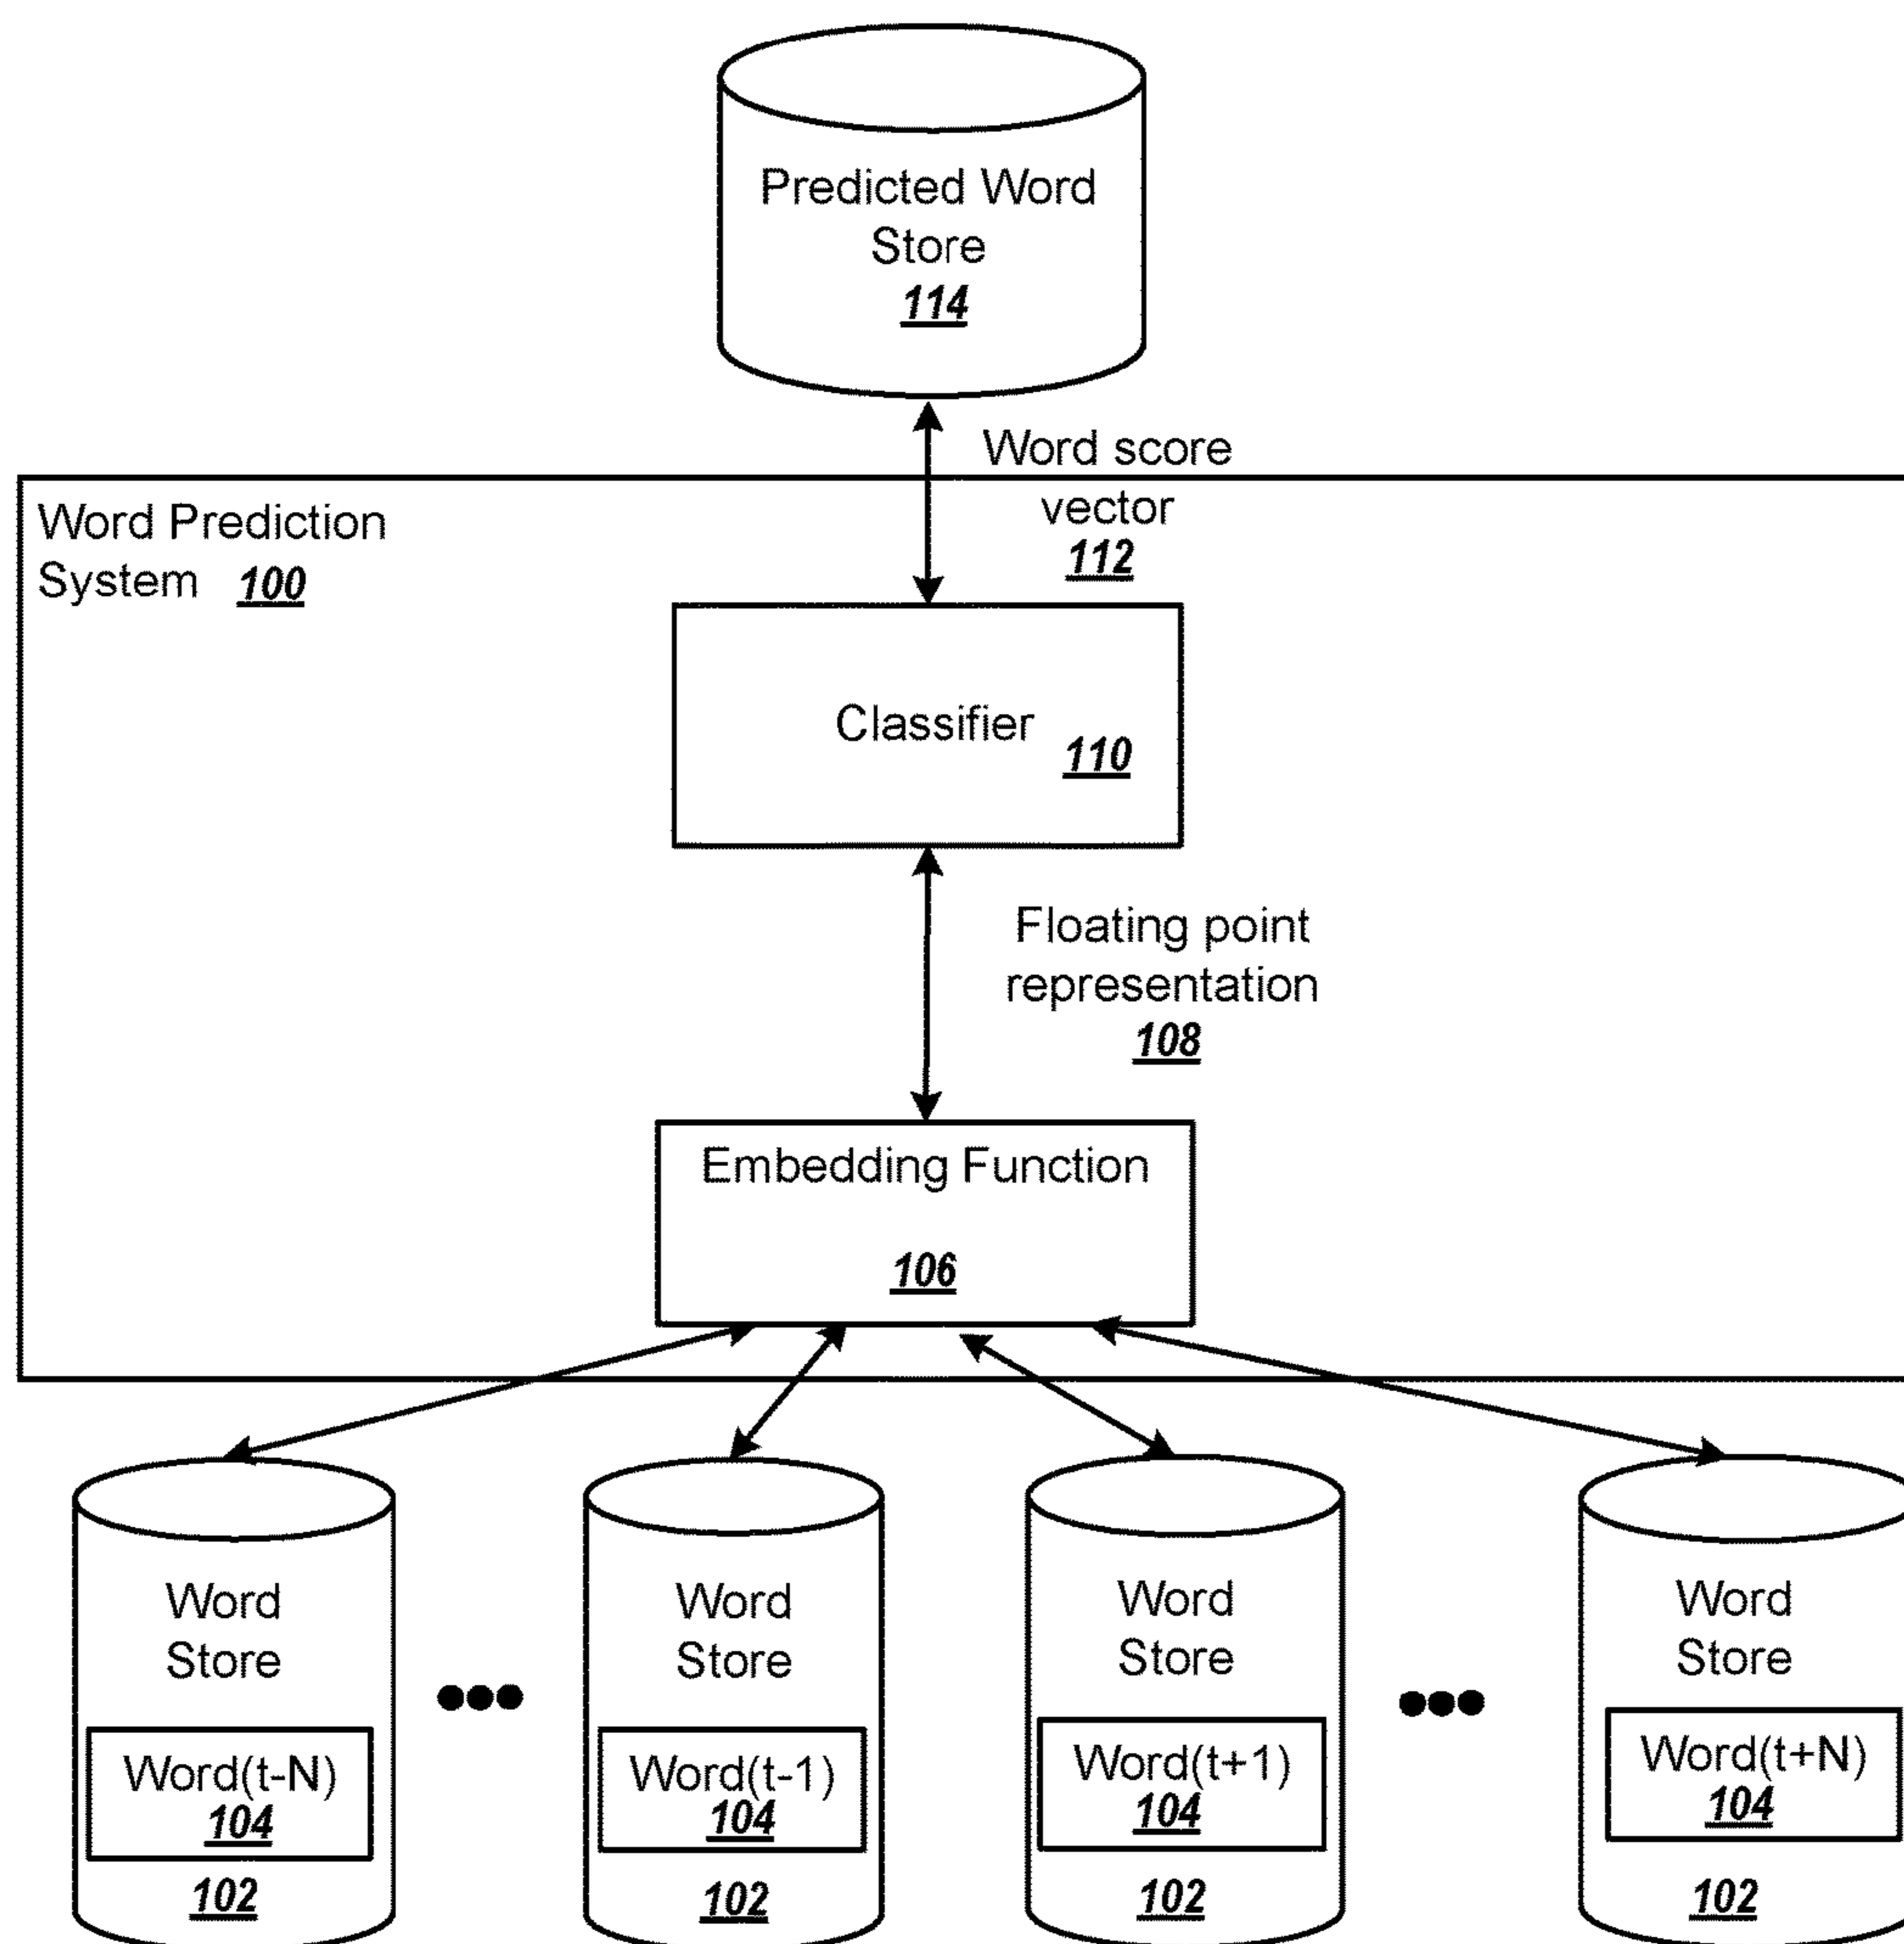 Predicted Word
Store
114
Word score
vector
112
Word Prediction
System 100
Classifier 110
Floating point
representation
108
Embedding Function
106
Word
Store
Word(t-N)
104
102
Word
Store
Word(t-1)
104
102
Word
Store
Word(t+1)
104
102
Word
Store
Word(t+N)
104
102